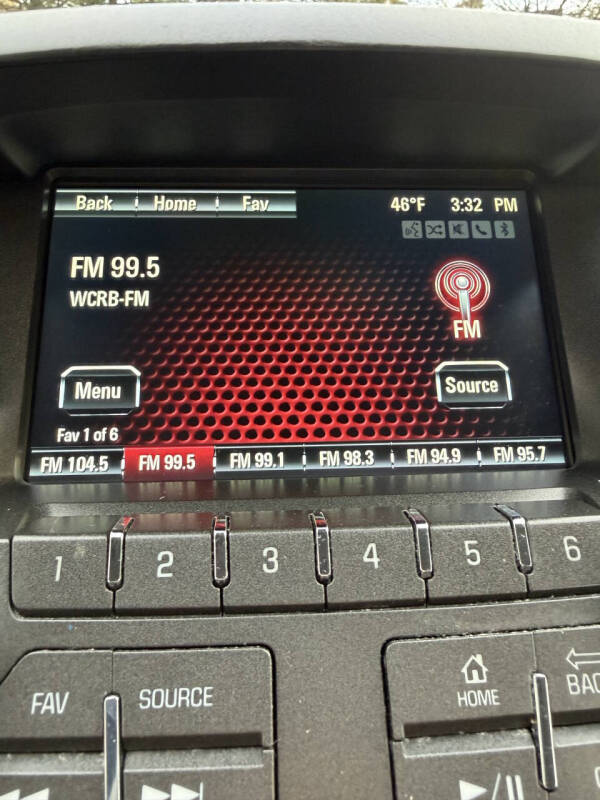 Back Home Fav 46°F 3:32 PM
FM 99.5
WCRB-FM
FM
Menu Source
Fav 1 of 6
FM 104.5 FM 99.5 FM 99.1 FM 98.3 FM 94.9 FM 95.7
1 2 3 4 5 6
FAV SOURCE HOME BAC